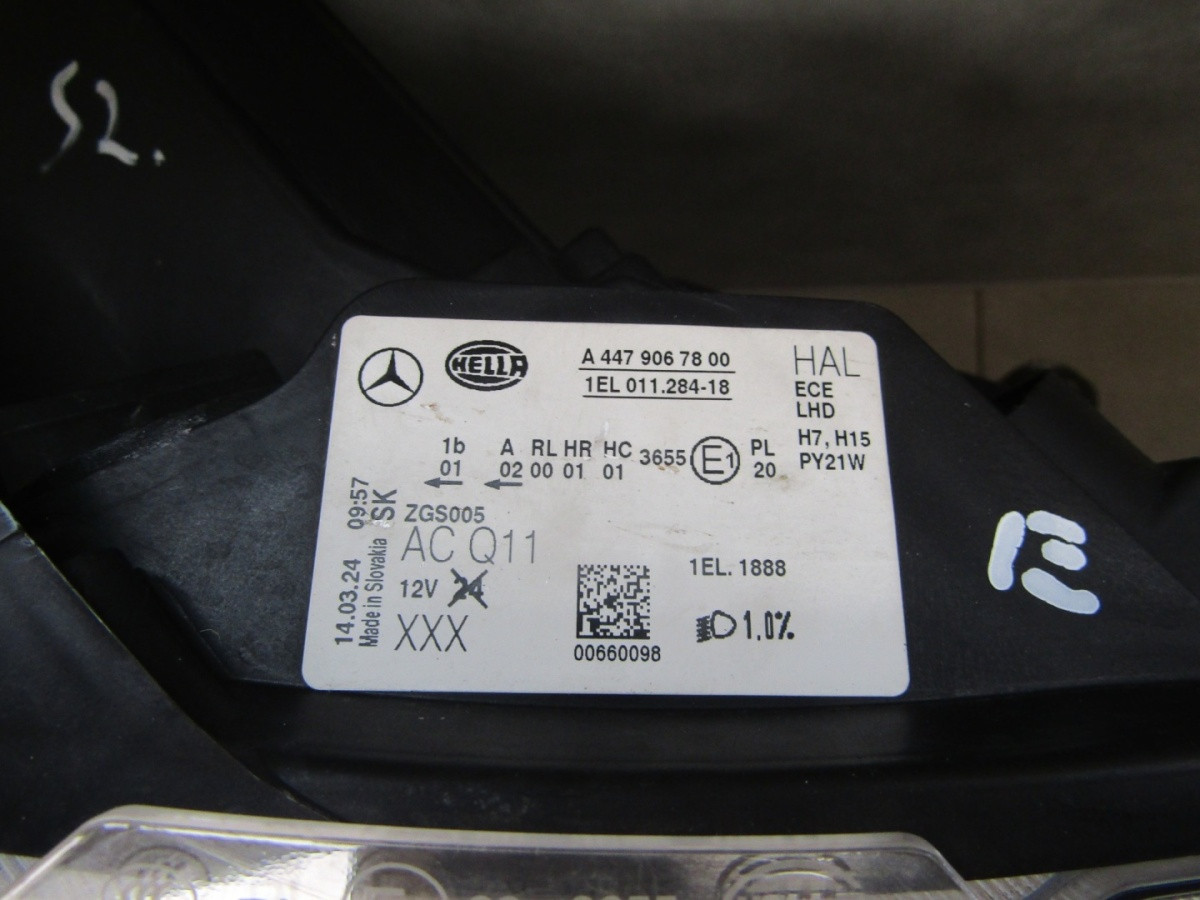 52.
HELLA
A 447 906 78 00
1EL 011.284-18
HAL
ECE
LHD
H7, H15
PY21W
1b A RL HR HC 3655 E1 PL
01 02 00 01 01 20
14.03.24 09:57
Made in Slovakia SK
ZGS005
AC Q11
12V 24
XXX
00660098
1EL. 1888
1,0%